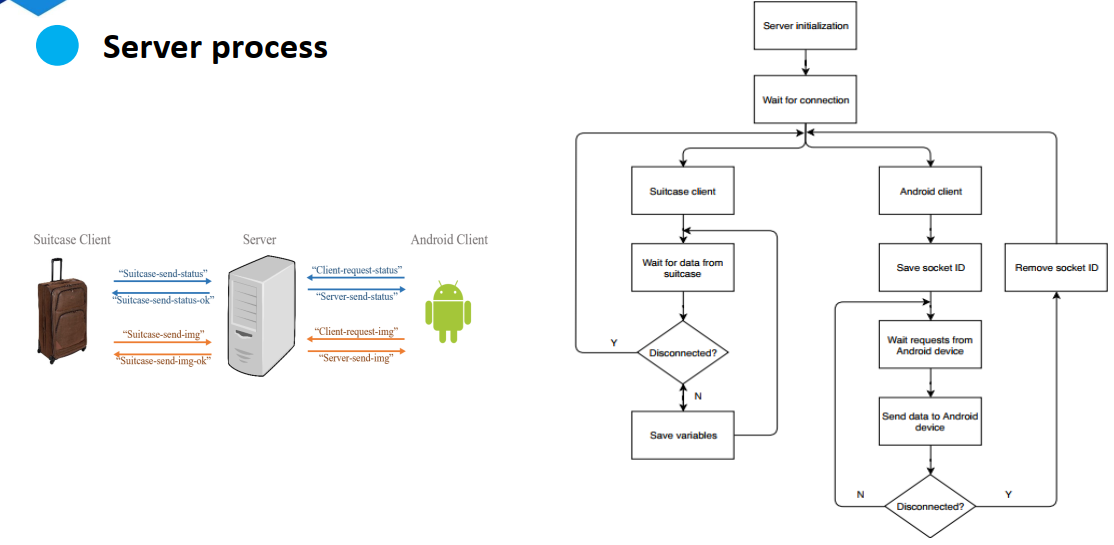 Server process
Suitcase Client
Server
Android Client
“Suitcase-send-status”
“Suitcase-send-status-ok”
“Suitcase-send-img”
“Suitcase-send-img-ok”
“Client-request-status”
“Server-send-status”
“Client-request-img”
“Server-send-img”
Server initialization
Wait for connection
Suitcase client
Wait for data from
suitcase
Disconnected?
Y
N
Save variables
Android client
Save socket ID
Wait requests from
Android device
Send data to Android
device
Disconnected?
N
Y
Remove socket ID